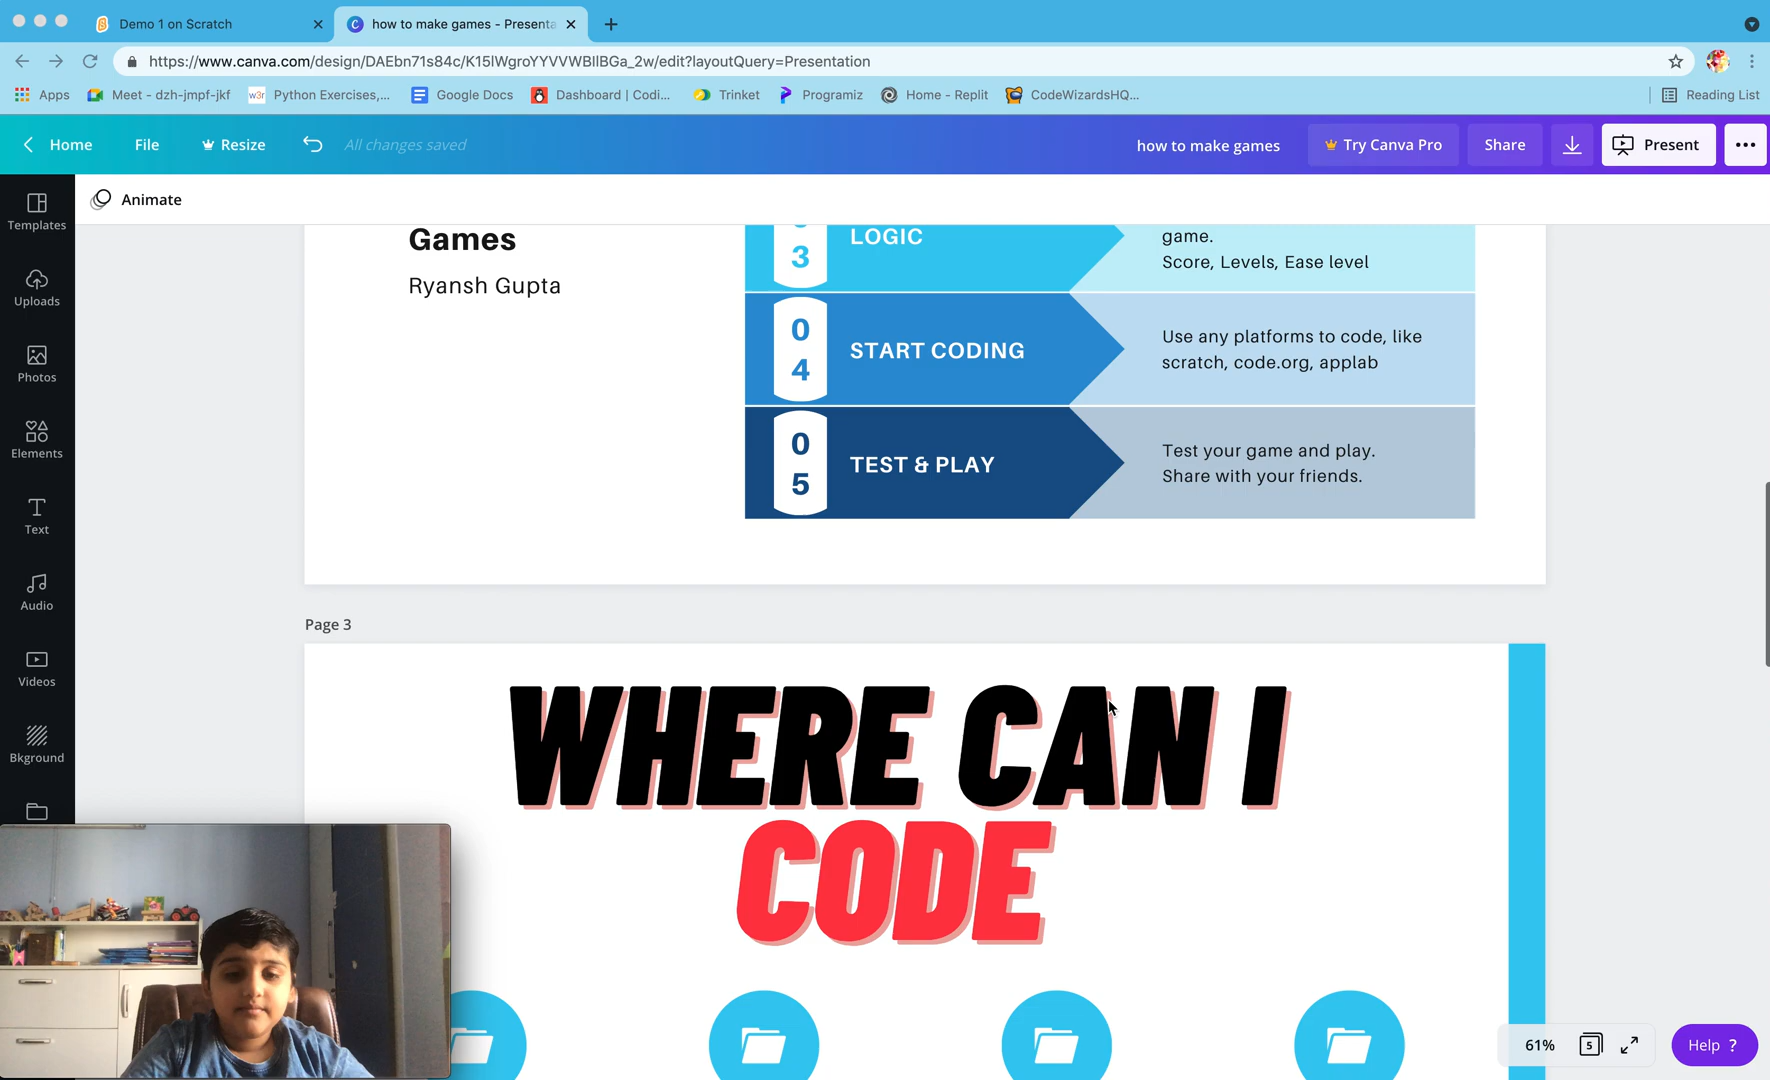 Demo 1 on Scratch
how to make games - Presenta
https://www.canva.com/design/DAEbn71s84c/K15lWgroYYVVWBIlBGa_2w/edit?layoutQuery=Presentation
Apps
Meet - dzh-jmpf-jkf
w3r
Python Exercises,...
Google Docs
Dashboard | Codi...
Trinket
Programiz
Home - Replit
CodeWizardsHQ...
Reading List
Home
File
Resize
All changes saved
how to make games
Try Canva Pro
Share
Present
Animate
Templates
Uploads
Photos
Elements
Text
Audio
Videos
Bkground
Games
Ryansh Gupta
3
LOGIC
game.
Score, Levels, Ease level
0
4
START CODING
Use any platforms to code, like
scratch, code.org, applab
0
5
TEST & PLAY
Test your game and play.
Share with your friends.
Page 3
WHERE CAN I
CODE
61%
5
Help ?